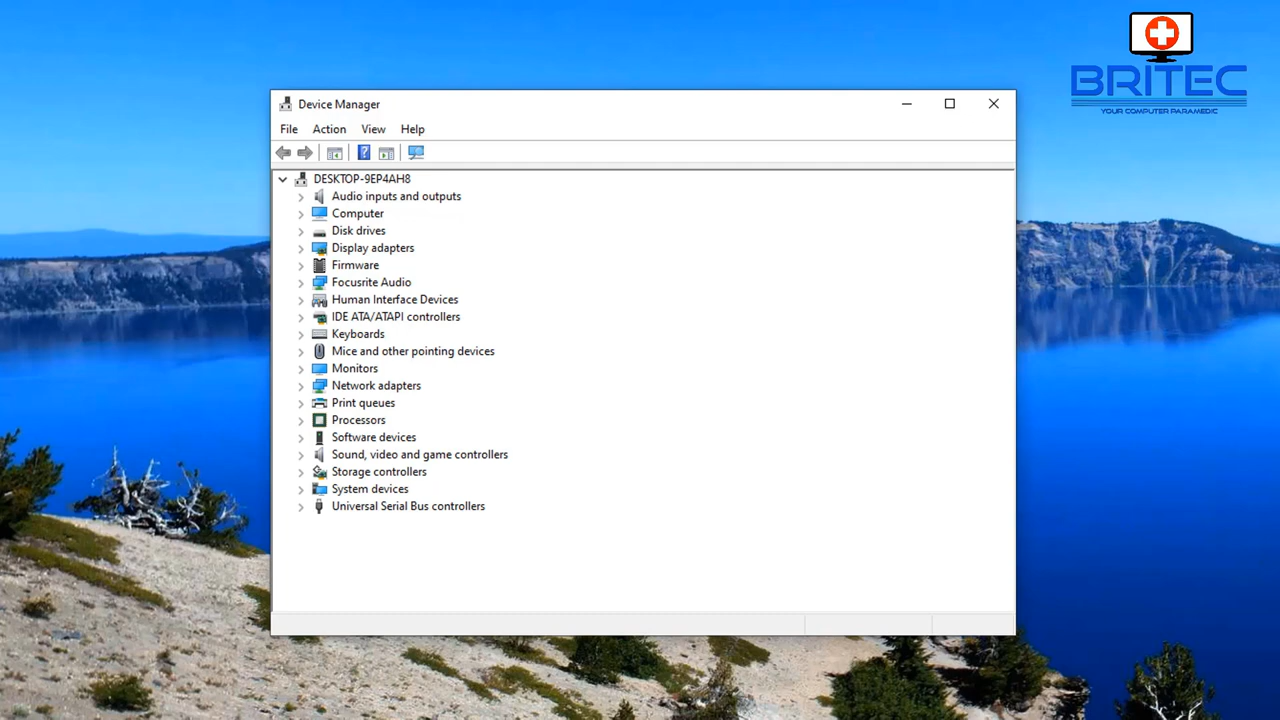 BRITEC
YOUR COMPUTER PARAMEDIC
Device Manager
File Action View Help
DESKTOP-9EP4AH8
Audio inputs and outputs
Computer
Disk drives
Display adapters
Firmware
Focusrite Audio
Human Interface Devices
IDE ATA/ATAPI controllers
Keyboards
Mice and other pointing devices
Monitors
Network adapters
Print queues
Processors
Software devices
Sound, video and game controllers
Storage controllers
System devices
Universal Serial Bus controllers